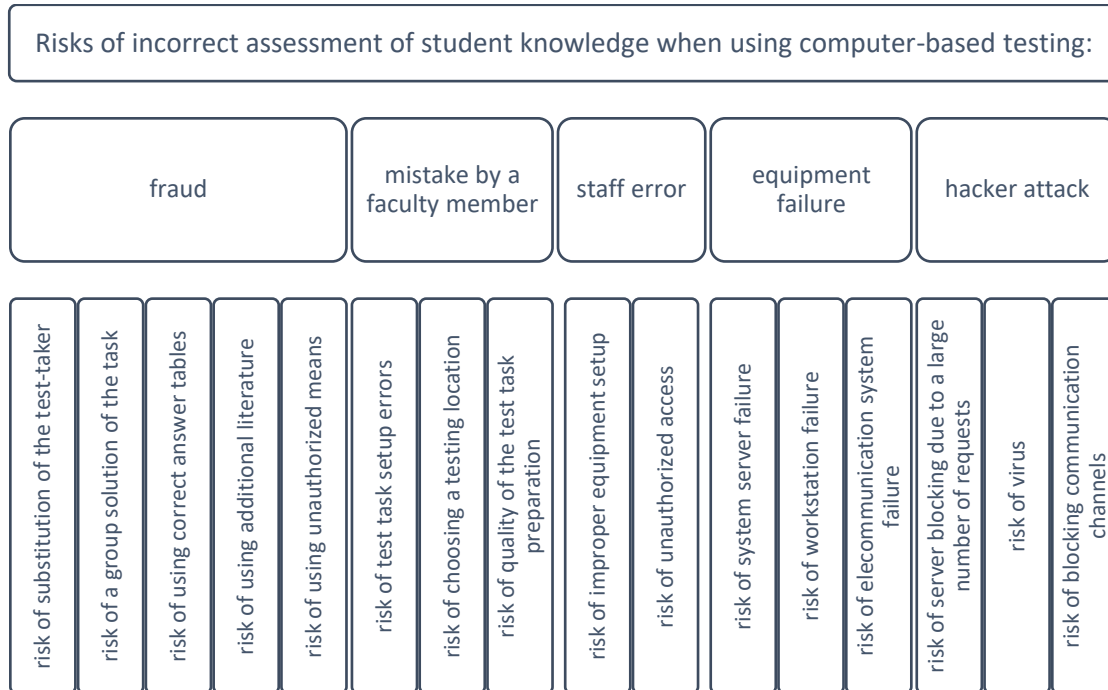 Risks of incorrect assessment of student knowledge when using computer-based testing:
fraud
mistake by a
faculty member
staff error
equipment
failure
hacker attack
risk of substitution of the test-taker
risk of a group solution of the task
risk of using correct answer tables
risk of using additional literature
risk of using unauthorized means
risk of test task setup errors
risk of choosing a testing location
risk of quality of the test task
preparation
risk of improper equipment setup
risk of unauthorized access
risk of system server failure
risk of workstation failure
risk of elecommunication system
failure
risk of server blocking due to a large
number of requests
risk of virus
risk of blocking communication
channels